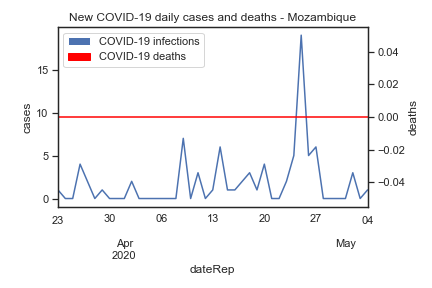 New COVID-19 daily cases and deaths - Mozambique
COVID-19 infections
COVID-19 deaths
cases
15
10
5
0
deaths
0.04
0.02
0.00
−0.02
−0.04
23 30 06 13 20 27 04
Apr May
2020
dateRep